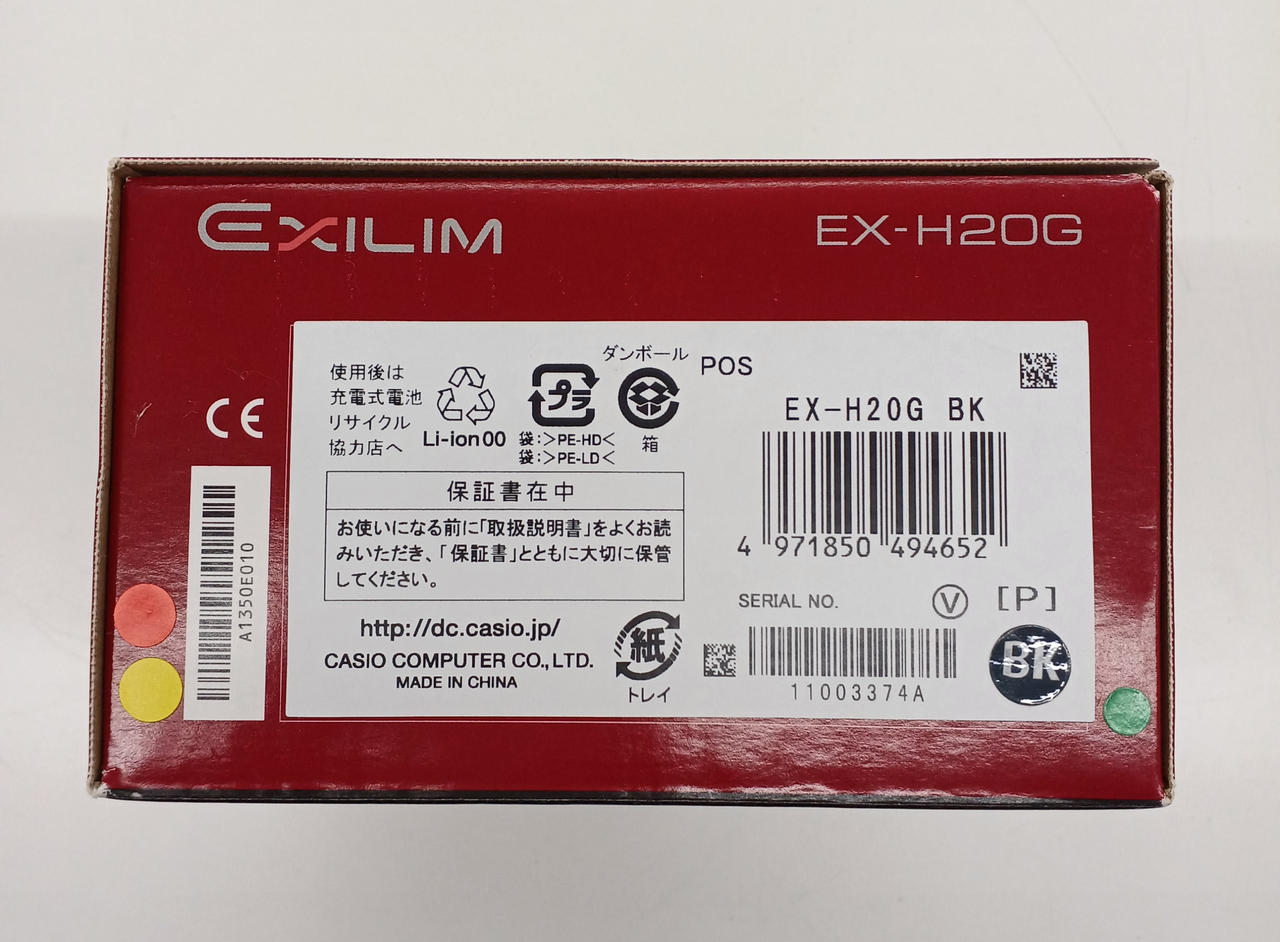 EXILIM
EX-H20G
CE
使用後は
充電式電池
リサイクル
協力店へ
Li-ion00
プラ
袋:>PE-HD<
袋:>PE-LD<
ダンボール
箱
POS
EX-H20G BK
4 971850 494652
保証書在中
お使いになる前に「取扱説明書」をよくお読
みいただき、「保証書」とともに大切に保管
してください。
http://dc.casio.jp/
CASIO COMPUTER CO., LTD.
MADE IN CHINA
紙
トレイ
SERIAL NO.
V
[P]
11003374A
BK
A1350E010